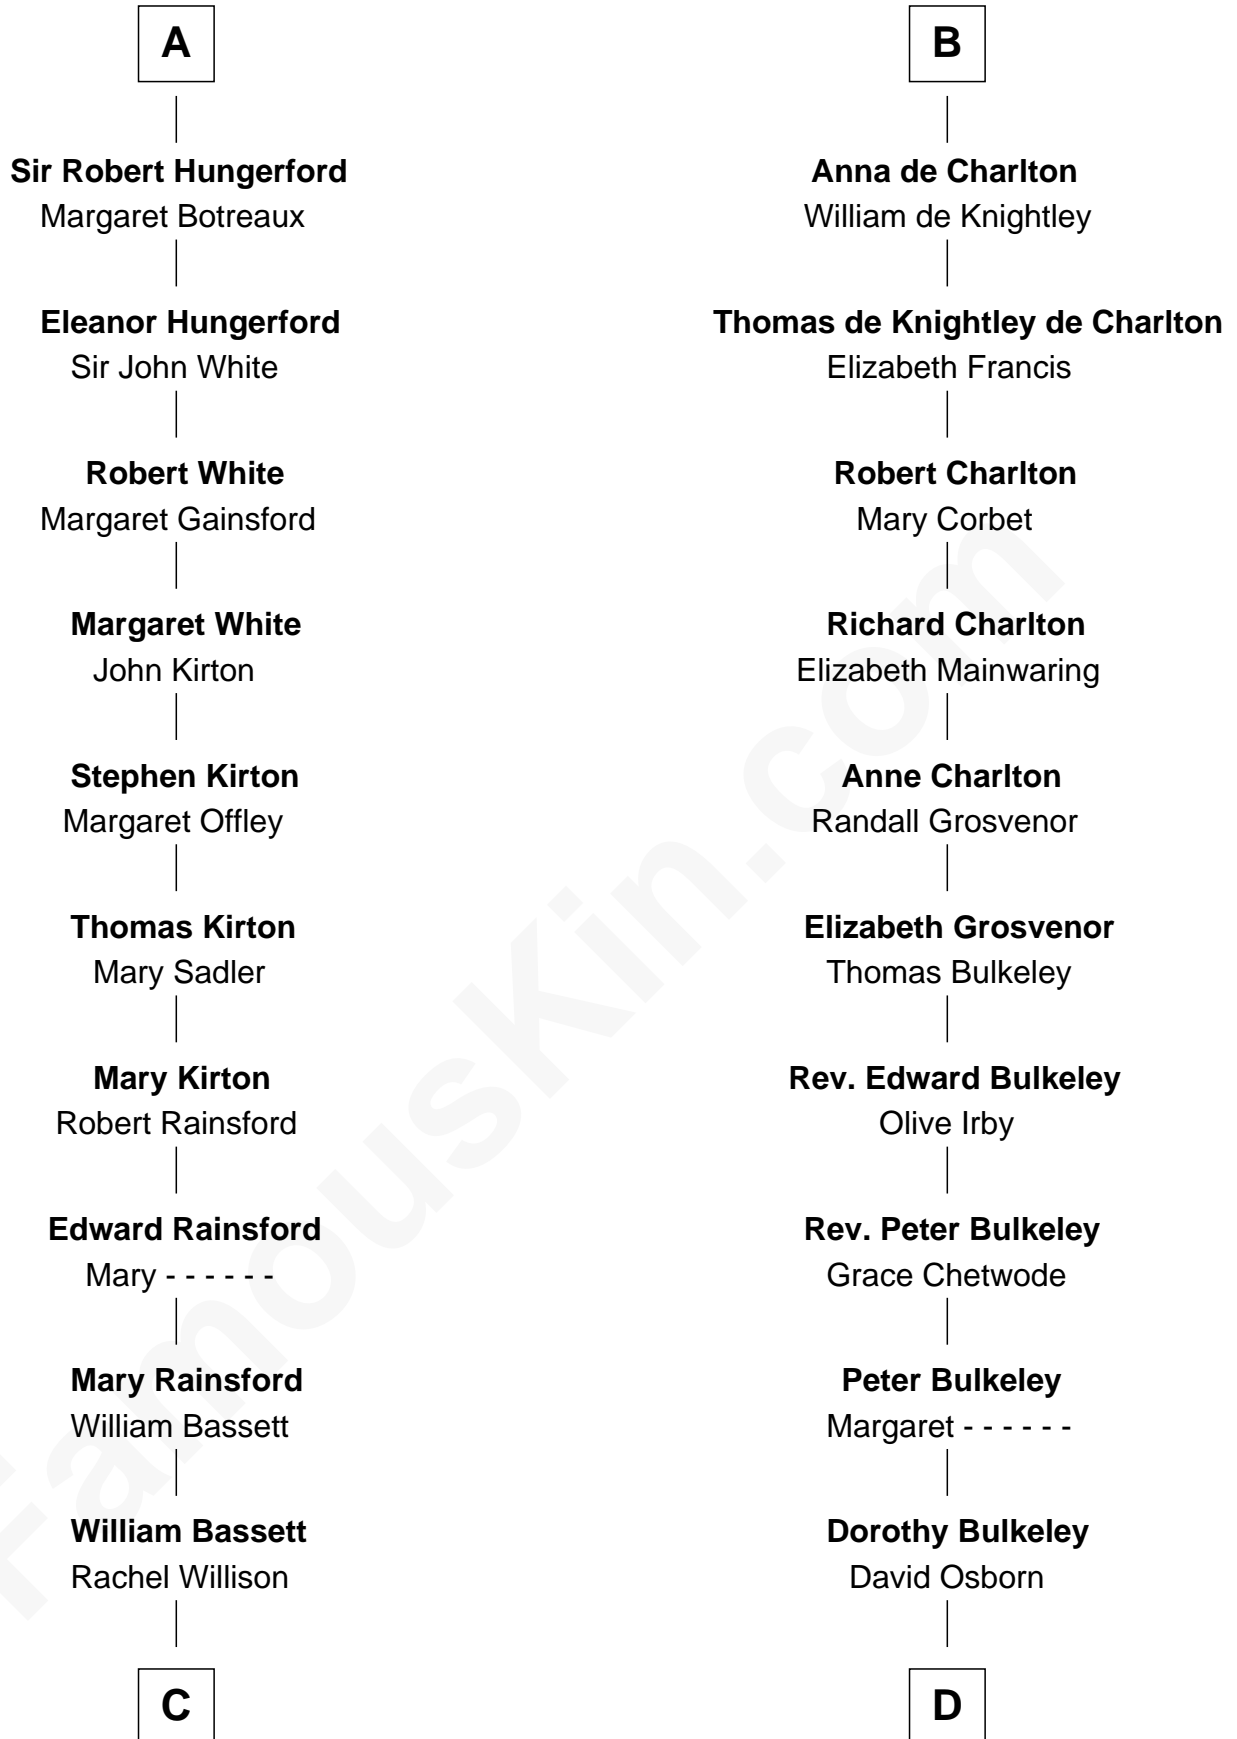 A
Sir Robert Hungerford
Margaret Botreaux
Eleanor Hungerford
Sir John White
Robert White
Margaret Gainsford
Margaret White
John Kirton
Stephen Kirton
Margaret Offley
Thomas Kirton
Mary Sadler
Mary Kirton
Robert Rainsford
Edward Rainsford
Mary - - - - - -
Mary Rainsford
William Bassett
William Bassett
Rachel Willison
C
B
Anna de Charlton
William de Knightley
Thomas de Knightley de Charlton
Elizabeth Francis
Robert Charlton
Mary Corbet
Richard Charlton
Elizabeth Mainwaring
Anne Charlton
Randall Grosvenor
Elizabeth Grosvenor
Thomas Bulkeley
Rev. Edward Bulkeley
Olive Irby
Rev. Peter Bulkeley
Grace Chetwode
Peter Bulkeley
Margaret - - - - - -
Dorothy Bulkeley
David Osborn
D
FamousKin.com